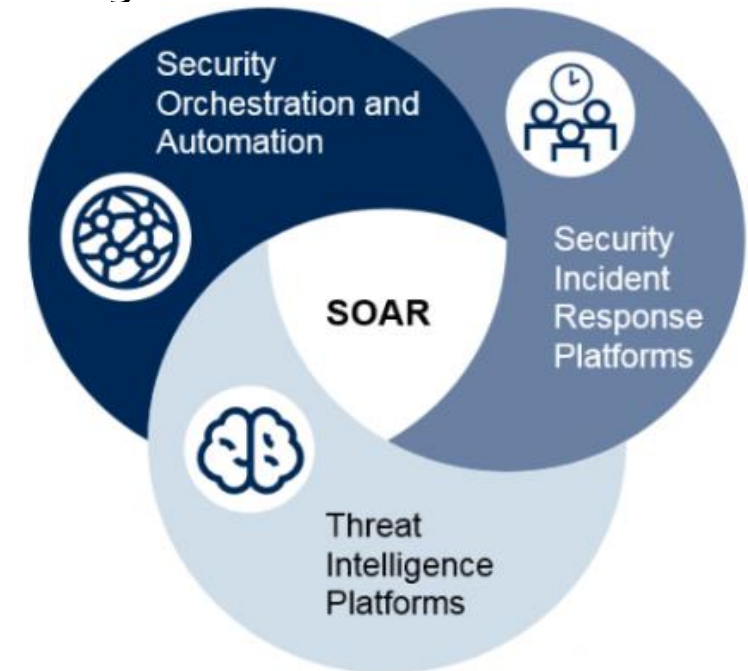 Security
Orchestration and
Automation
Security
Incident
Response
Platforms
SOAR
Threat
Intelligence
Platforms